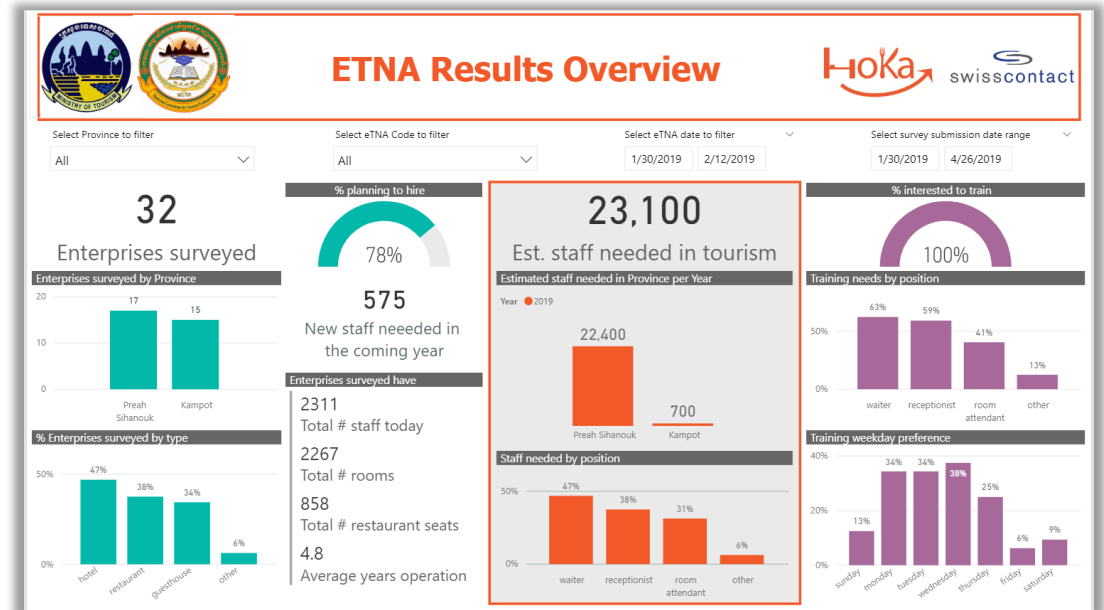 MINISTRY OF TOURISM
ETNA Results Overview
HoKa
swisscontact
Select Province to filter
All
Select eTNA Code to filter
All
Select eTNA date to filter
1/30/2019 2/12/2019
Select survey submission date range
1/30/2019 4/26/2019
32
Enterprises surveyed
Enterprises surveyed by Province
20
10
0
17
15
Preah
Sihanouk
Kampot
% Enterprises surveyed by type
50%
0%
47%
38%
34%
6%
hotel
restaurant
guesthouse
other
% planning to hire
78%
575
New staff neeeded in
the coming year
Enterprises surveyed have
2311
Total # staff today
2267
Total # rooms
858
Total # restaurant seats
4.8
Average years operation
23,100
Est. staff needed in tourism
Estimated staff needed in Province per Year
Year 2019
22,400
700
Preah Sihanouk
Kampot
Staff needed by position
50%
0%
47%
38%
31%
6%
waiter
receptionist
room
attendant
other
% interested to train
100%
Training needs by position
50%
0%
63%
59%
41%
13%
waiter
receptionist
room
attendant
other
Training weekday preference
40%
20%
0%
13%
34%
34%
38%
25%
6%
9%
sunday
monday
tuesday
wednesday
thursday
friday
saturday